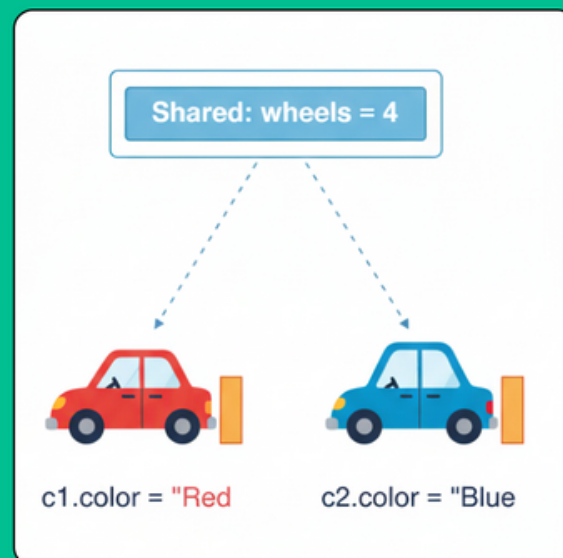 Shared: wheels = 4
c1.color = "Red
c2.color = "Blue